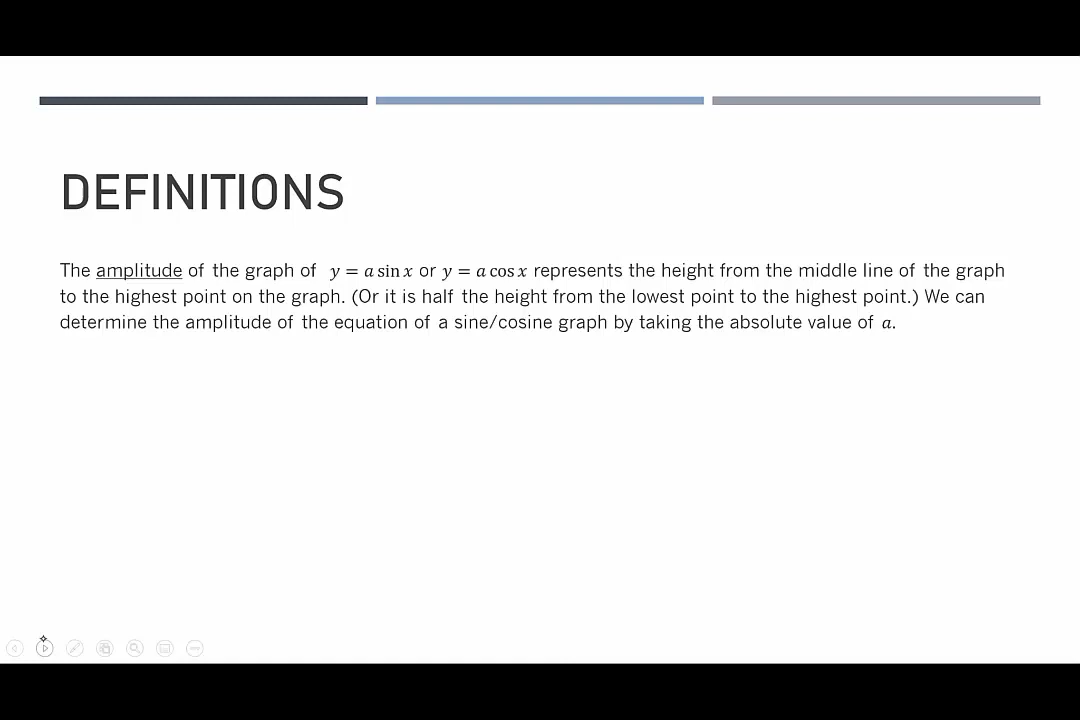 DEFINITIONS
The amplitude of the graph of y = a sin x or y = a cos x represents the height from the middle line of the graph
to the highest point on the graph. (Or it is half the height from the lowest point to the highest point.) We can
determine the amplitude of the equation of a sine/cosine graph by taking the absolute value of a.